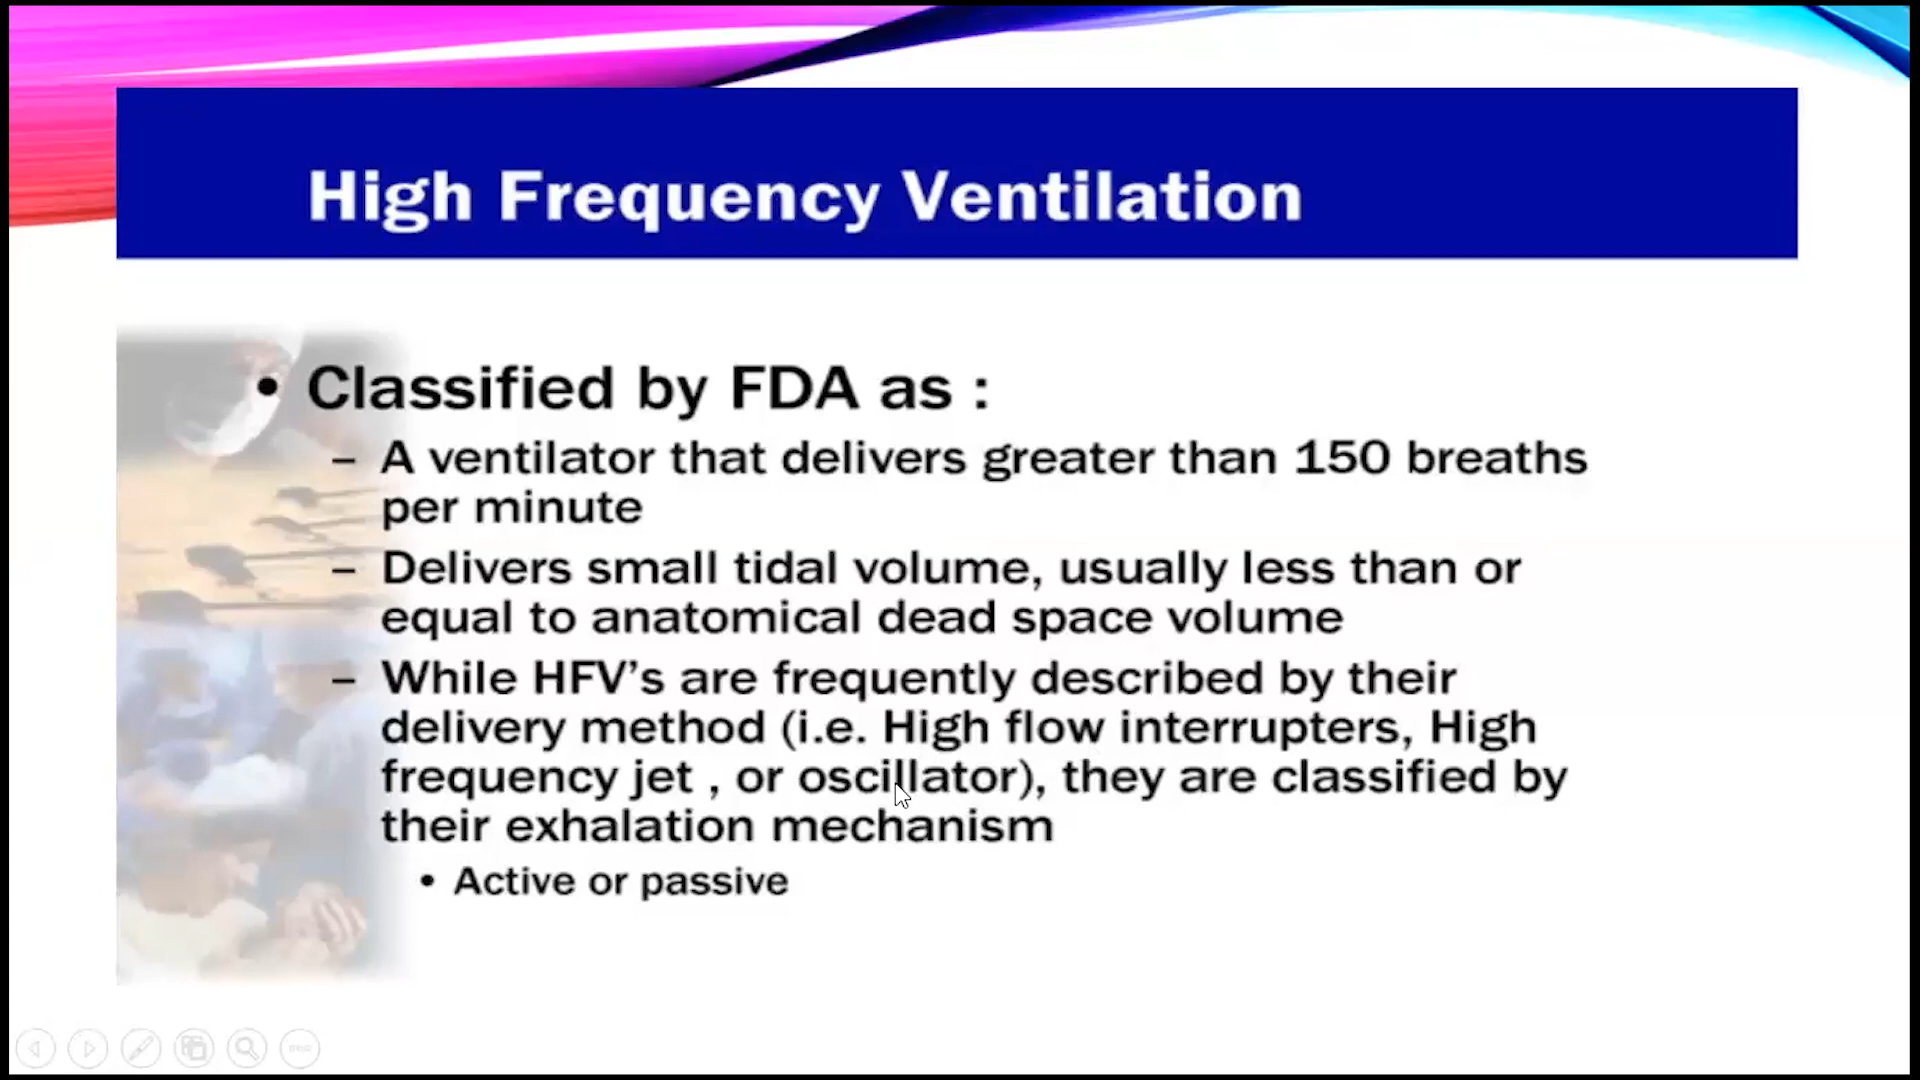 High Frequency Ventilation
• Classified by FDA as :
– A ventilator that delivers greater than 150 breaths
per minute
– Delivers small tidal volume, usually less than or
equal to anatomical dead space volume
– While HFV’s are frequently described by their
delivery method (i.e. High flow interrupters, High
frequency jet , or oscillator), they are classified by
their exhalation mechanism
• Active or passive